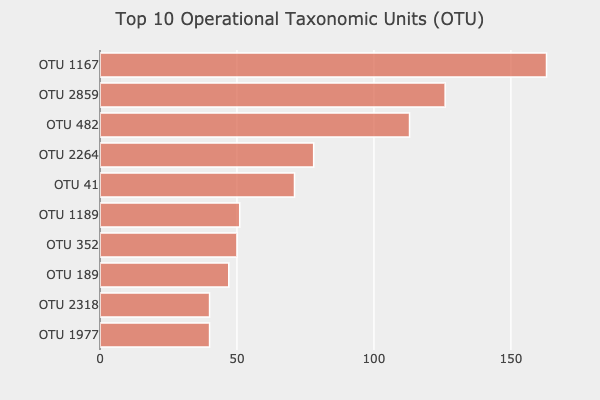 Top 10 Operational Taxonomic Units (OTU)
OTU 1167
OTU 2859
OTU 482
OTU 2264
OTU 41
OTU 1189
OTU 352
OTU 189
OTU 2318
OTU 1977
0 50 100 150